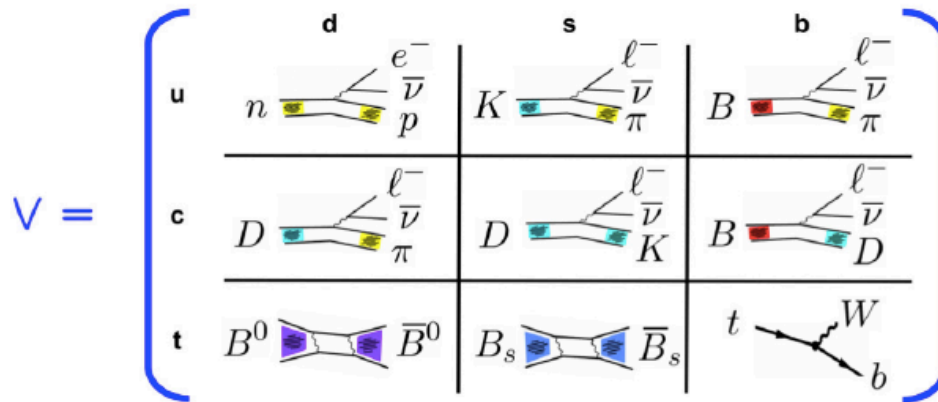 d s b
u n e⁻ ν̅ p K ℓ⁻ ν̅ π B ℓ⁻ ν̅ π
V =
c D ℓ⁻ ν̅ π D ℓ⁻ ν̅ K B ℓ⁻ ν̅ D
t B⁰ B̅⁰ Bₛ B̅ₛ t W b